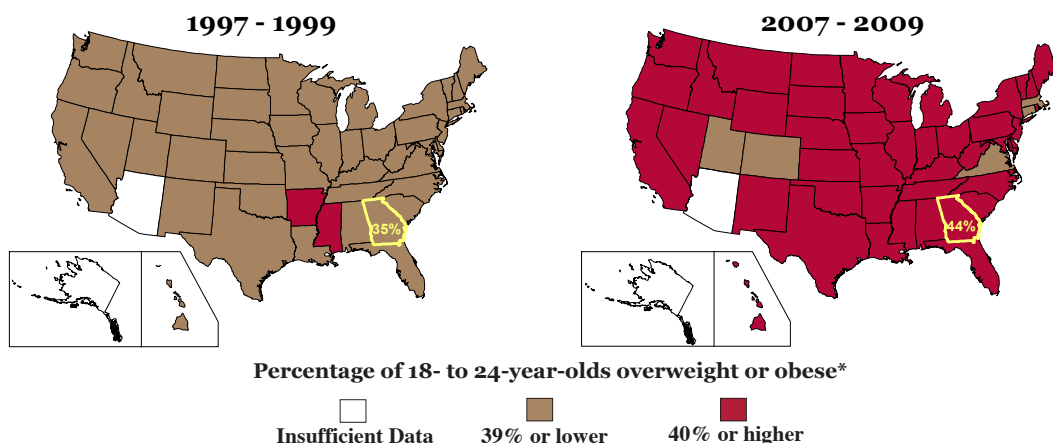 1997 - 1999
2007 - 2009
35%
44%
Percentage of 18- to 24-year-olds overweight or obese*
Insufficient Data
39% or lower
40% or higher